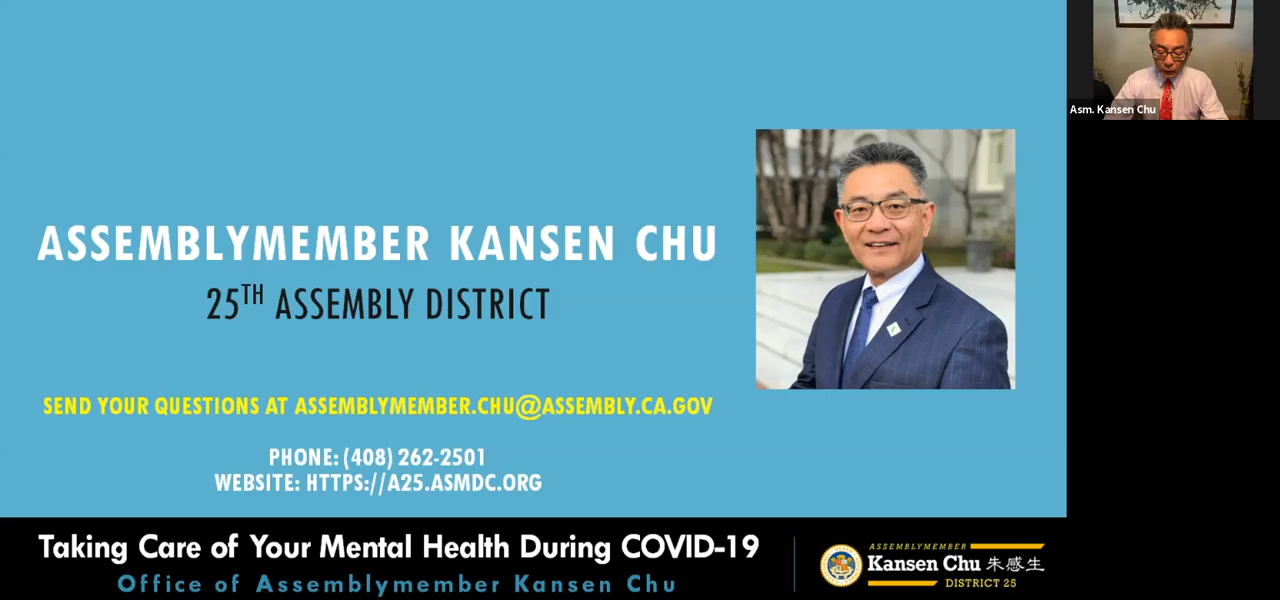 Asm. Kansen Chu
ASSEMBLYMEMBER KANSEN CHU
25TH ASSEMBLY DISTRICT
SEND YOUR QUESTIONS AT ASSEMBLYMEMBER.CHU@ASSEMBLY.CA.GOV
PHONE: (408) 262-2501
WEBSITE: HTTPS://A25.ASMDC.ORG
Taking Care of Your Mental Health During COVID-19
Office of Assemblymember Kansen Chu
ASSEMBLYMEMBER
Kansen Chu 朱感生
DISTRICT 25